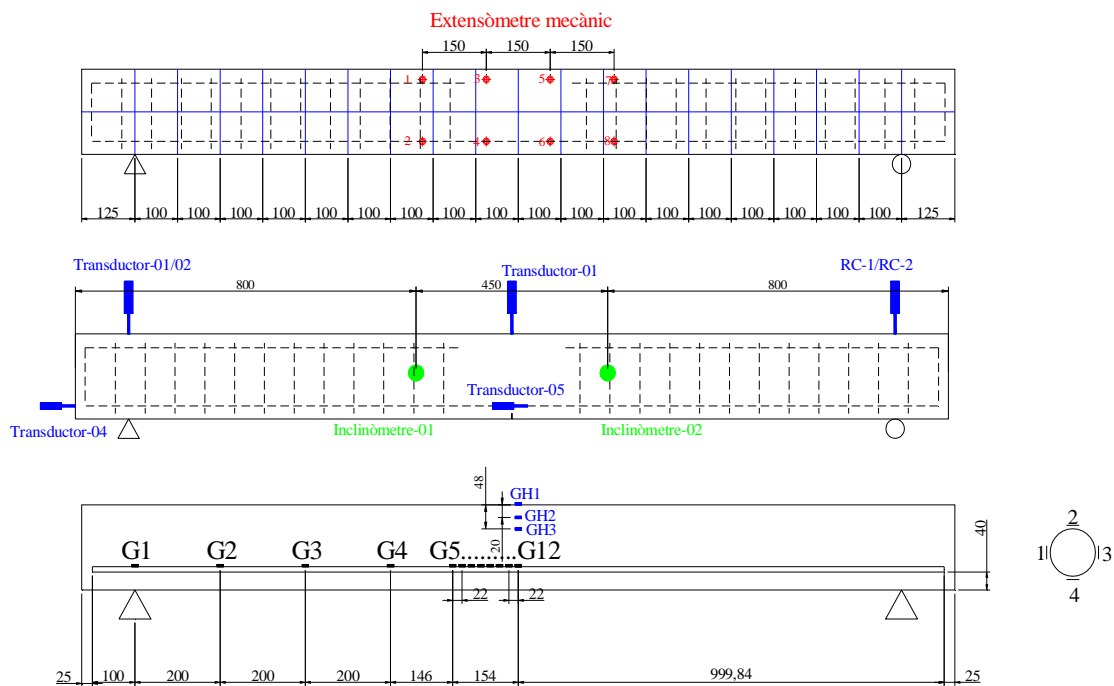 Extensòmetre mecànic
150 150 150
1 3 5 7
2 4 6 8
125 100 100 100 100 100 100 100 100 100 100 100 100 100 100 100 100 100 100 125
Transductor-01/02 Transductor-01 RC-1/RC-2
800 450 800
Transductor-05
Transductor-04 Inclinòmetre-01 Inclinòmetre-02
48 GH1
GH2
GH3
20
40
G1 G2 G3 G4 G5.........G12
2
1 3
4
22 22
25 100 200 200 200 146 154 999,84 25